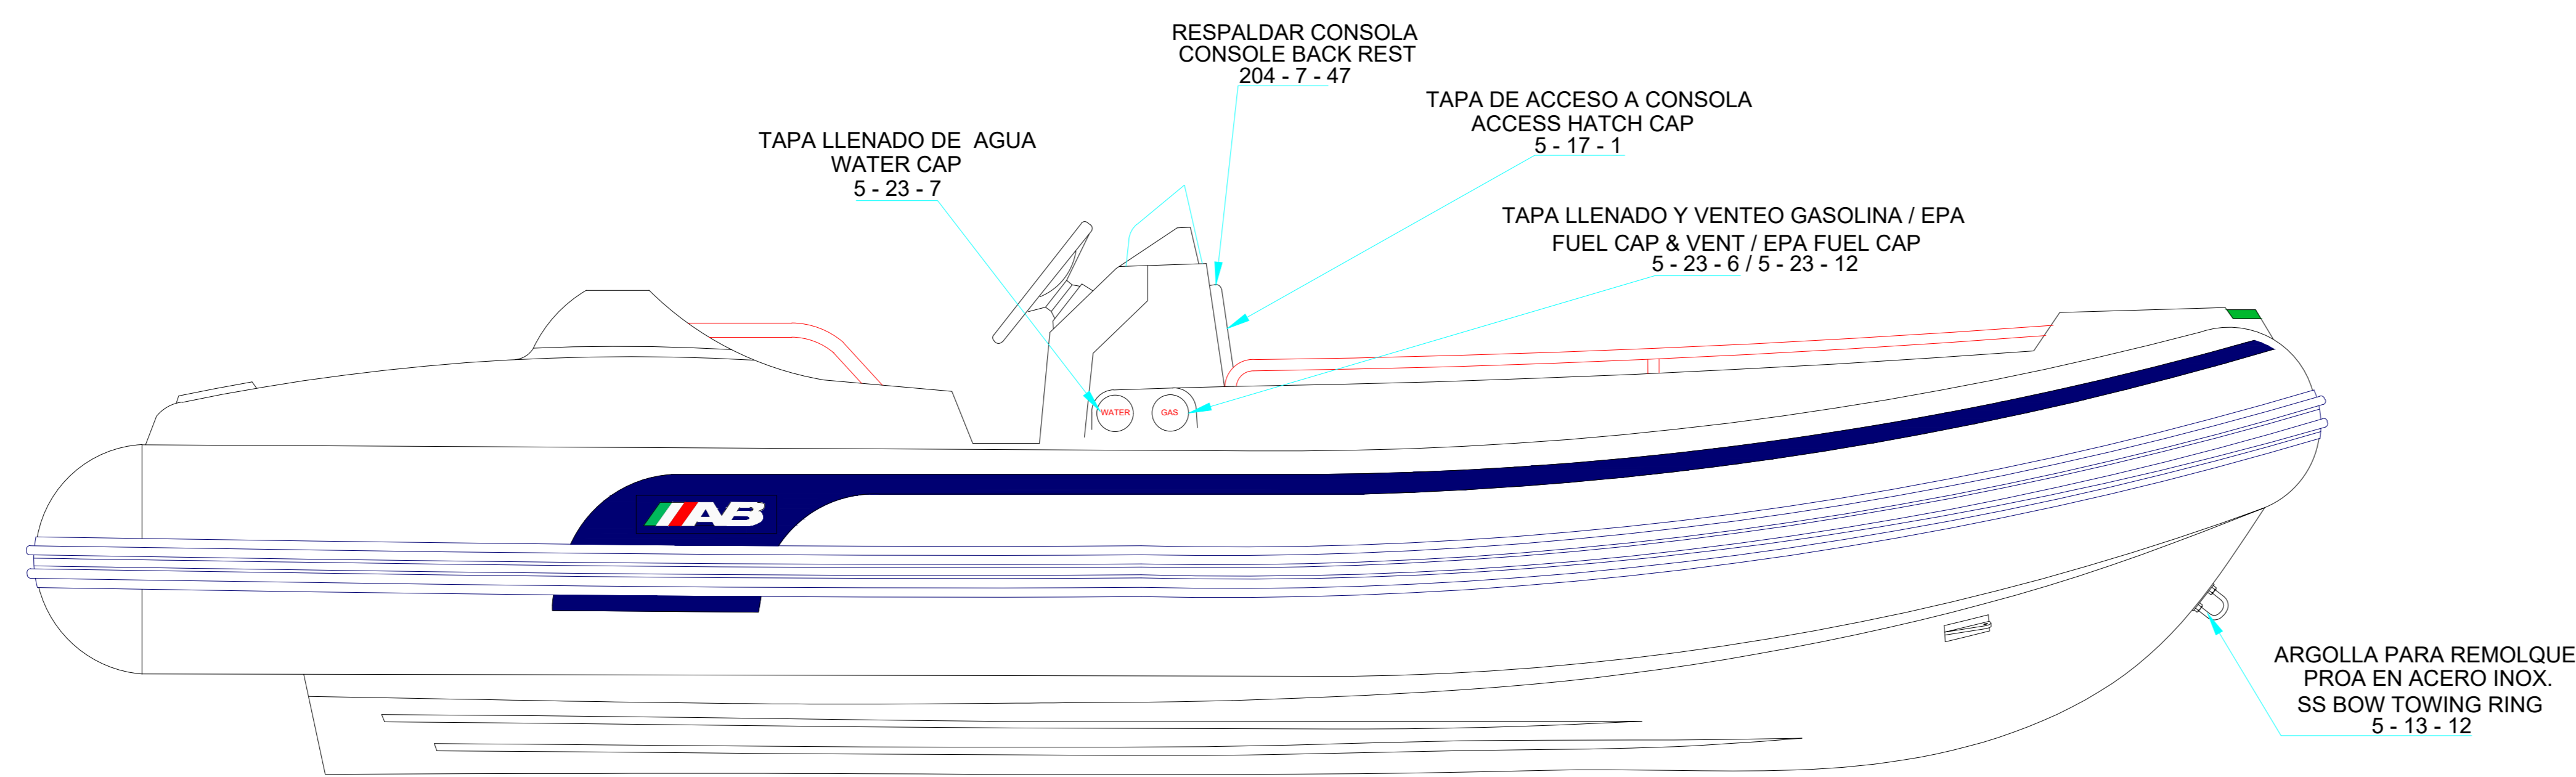 RESPALDAR CONSOLA
CONSOLE BACK REST
204 - 7 - 47
TAPA DE ACCESO A CONSOLA
ACCESS HATCH CAP
5 - 17 - 1
TAPA LLENADO DE AGUA
WATER CAP
5 - 23 - 7
TAPA LLENADO Y VENTEO GASOLINA / EPA
FUEL CAP & VENT / EPA FUEL CAP
5 - 23 - 6 / 5 - 23 - 12
WATER
GAS
AB
ARGOLLA PARA REMOLQUE
PROA EN ACERO INOX.
SS BOW TOWING RING
5 - 13 - 12